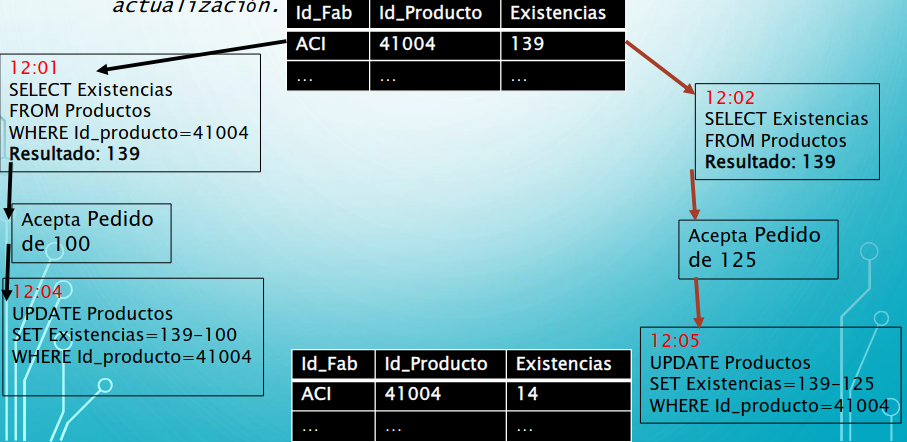 actualización.
Id_Fab Id_Producto Existencias
ACI 41004 139
... ... ...
12:01
SELECT Existencias
FROM Productos
WHERE Id_producto=41004
Resultado: 139
Acepta Pedido
de 100
12:04
UPDATE Productos
SET Existencias=139-100
WHERE Id_producto=41004
12:02
SELECT Existencias
FROM Productos
Resultado: 139
Acepta Pedido
de 125
12:05
UPDATE Productos
SET Existencias=139-125
WHERE Id_producto=41004
Id_Fab Id_Producto Existencias
ACI 41004 14
... ... ...